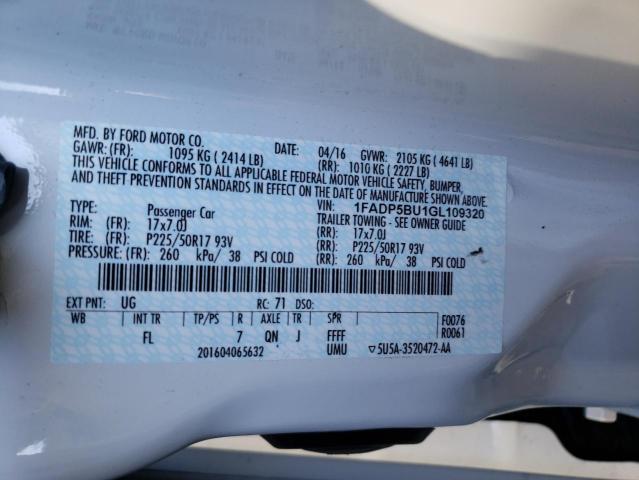 MFD. BY FORD MOTOR CO. DATE: 04/16 GVWR: 2105 KG ( 4641 LB)
GAWR: (FR): 1095 KG ( 2414 LB) (RR): 1010 KG ( 2227 LB)
THIS VEHICLE CONFORMS TO ALL APPLICABLE FEDERAL MOTOR VEHICLE SAFETY, BUMPER,
AND THEFT PREVENTION STANDARDS IN EFFECT ON THE DATE OF MANUFACTURE SHOWN ABOVE.
VIN: 1FADP5BU1GL109320
TYPE: Passenger Car TRAILER TOWING - SEE OWNER GUIDE
RIM: (FR): 17x7.0J (RR): 17x7.0J
TIRE: (FR): P225/50R17 93V (RR): P225/50R17 93V
PRESSURE: (FR): 260 kPa/ 38 PSI COLD (RR): 260 kPa/ 38 PSI COLD
EXT PNT: UG RC: 71 DSO: F0076
WB INT TR TP/PS R AXLE TR SPR R0061
FL 7 QN J FFFF
201604065632 UMU ▽5U5A-3520472-AA